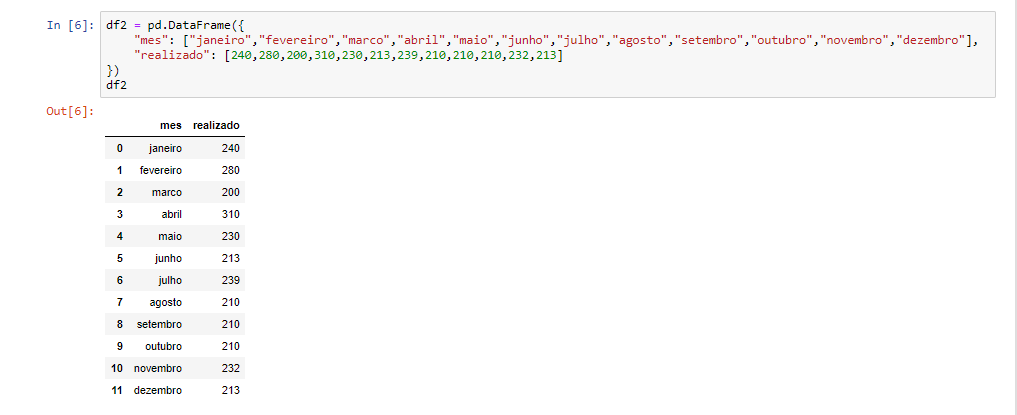 In [6]: df2 = pd.DataFrame({
"mes": ["janeiro","fevereiro","marco","abril","maio","junho","julho","agosto","setembro","outubro","novembro","dezembro"],
"realizado": [240,280,200,310,230,213,239,210,210,210,232,213]
})
df2
Out[6]:
mes realizado
0 janeiro 240
1 fevereiro 280
2 marco 200
3 abril 310
4 maio 230
5 junho 213
6 julho 239
7 agosto 210
8 setembro 210
9 outubro 210
10 novembro 232
11 dezembro 213